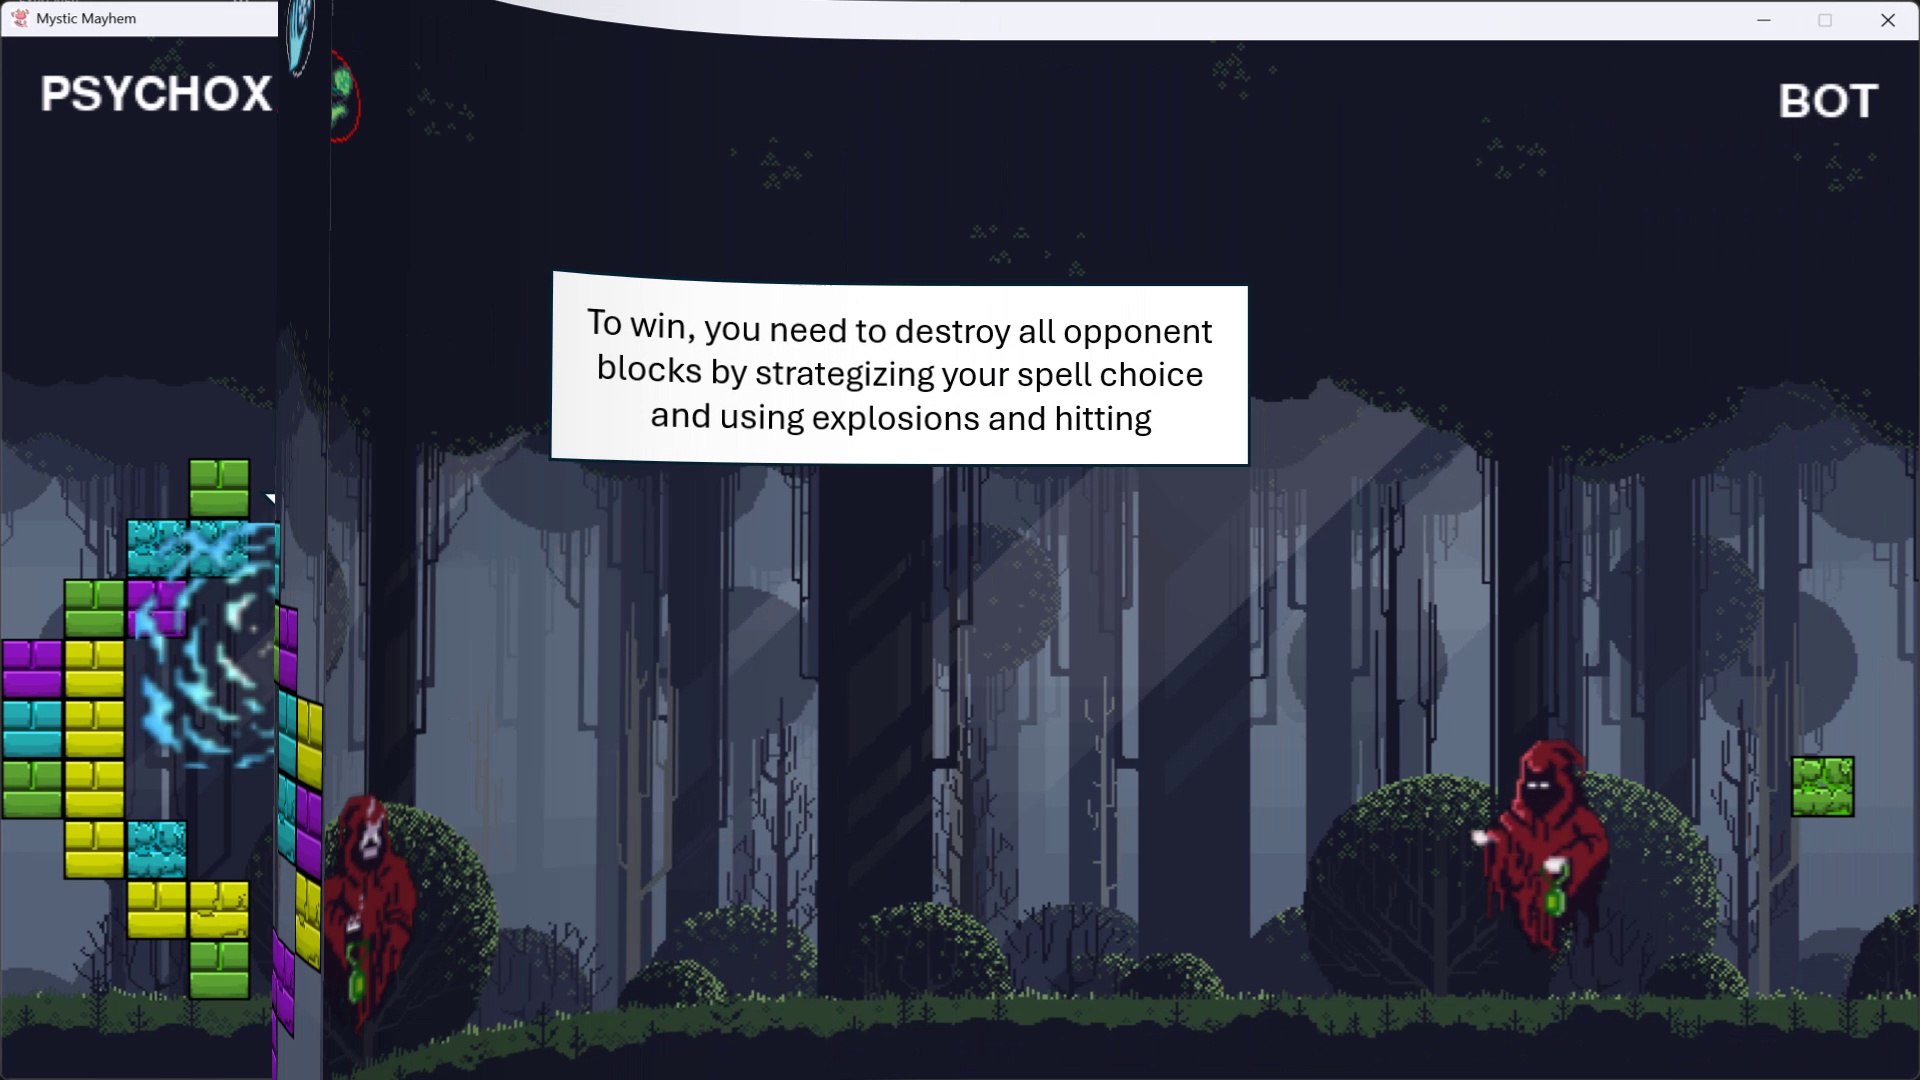 Mystic Mayhem
PSYCHOX
BOT
To win, you need to destroy all opponent
blocks by strategizing your spell choice
and using explosions and hitting